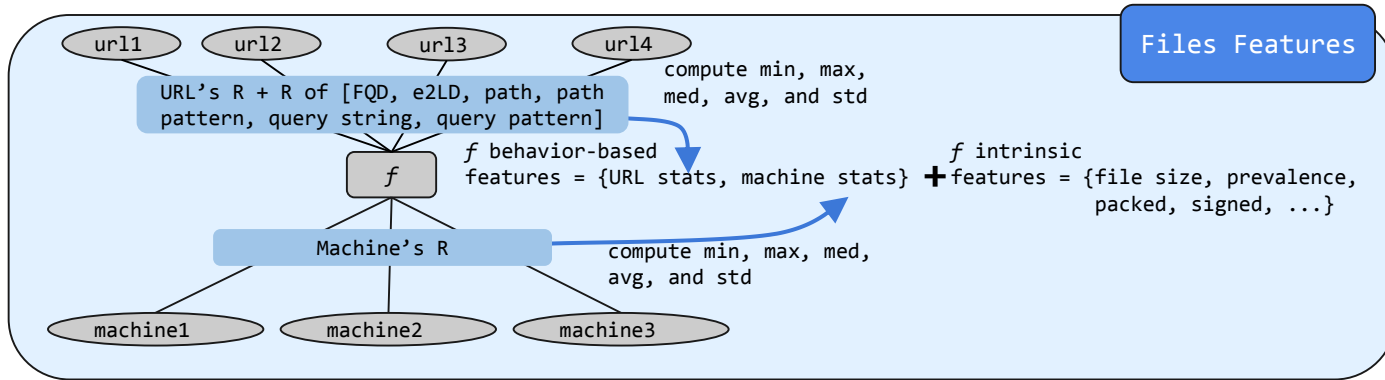 Files Features
url1
url2
url3
url4
URL's R + R of [FQD, e2LD, path, path
pattern, query string, query pattern]
compute min, max,
med, avg, and std
f
f behavior-based
features = {URL stats, machine stats}
+
f intrinsic
features = {file size, prevalence,
packed, signed, ...}
Machine's R
compute min, max, med,
avg, and std
machine1
machine2
machine3